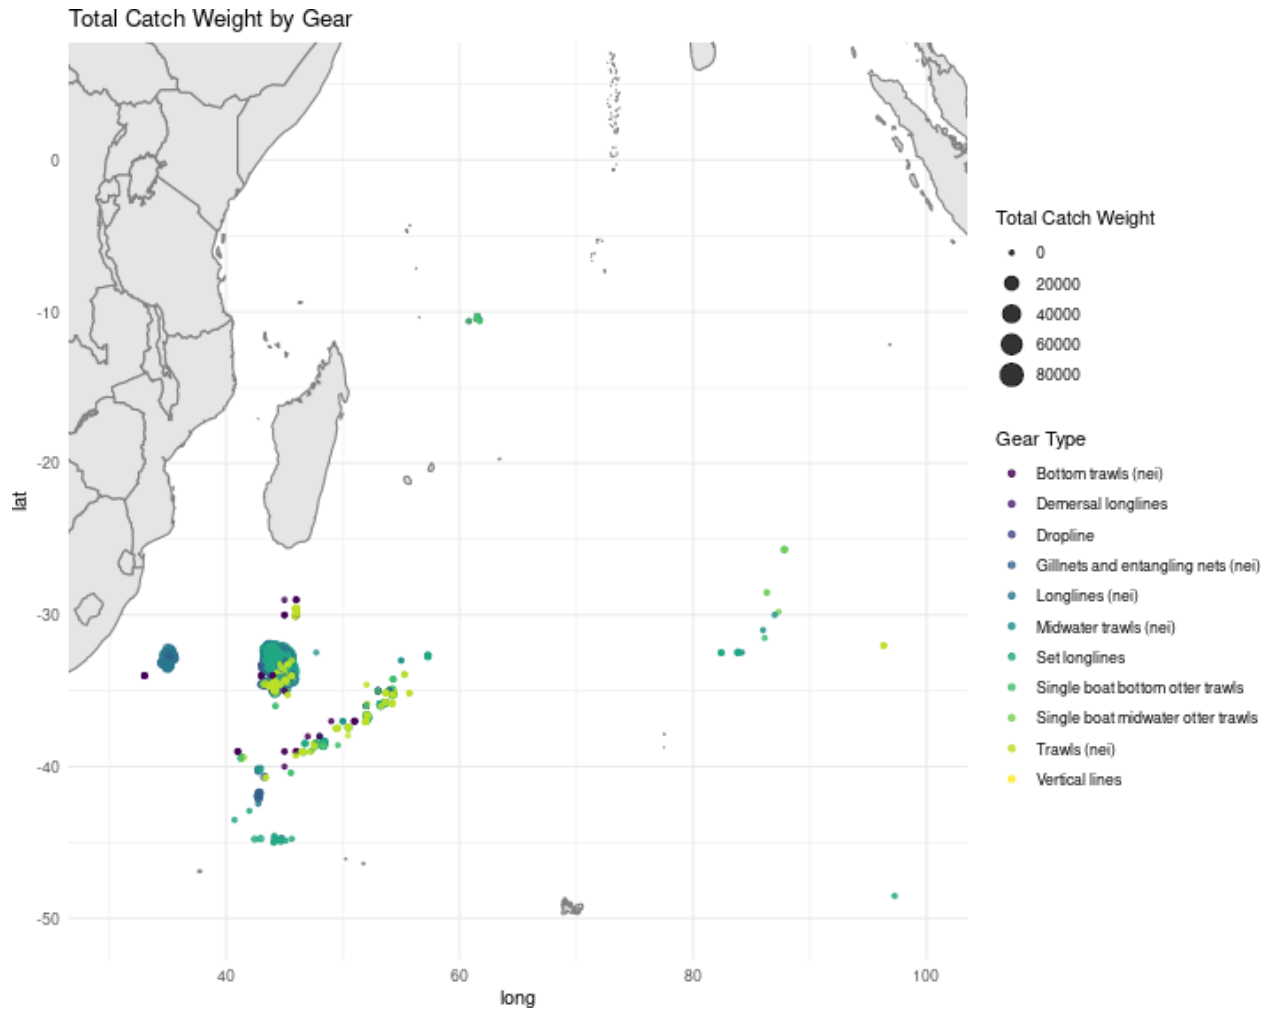 Total Catch Weight by Gear
0
-10
-20
-30
-40
-50
lat
40
60
80
100
long
Total Catch Weight
0
20000
40000
60000
80000
Gear Type
Bottom trawls (nei)
Demersal longlines
Dropline
Gillnets and entangling nets (nei)
Longlines (nei)
Midwater trawls (nei)
Set longlines
Single boat bottom otter trawls
Single boat midwater otter trawls
Trawls (nei)
Vertical lines